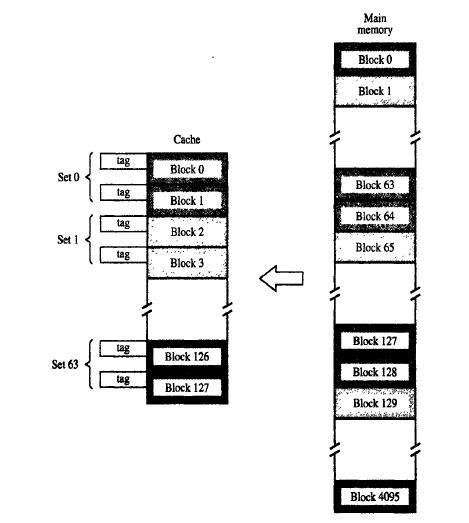 Main
memory
Block 0
Block 1
Cache
tag
Set 0
Block 0
tag
Block 1
tag
Set 1
Block 2
tag
Block 3
Block 63
Block 64
Block 65
tag
Set 63
Block 126
tag
Block 127
Block 127
Block 128
Block 129
Block 4095